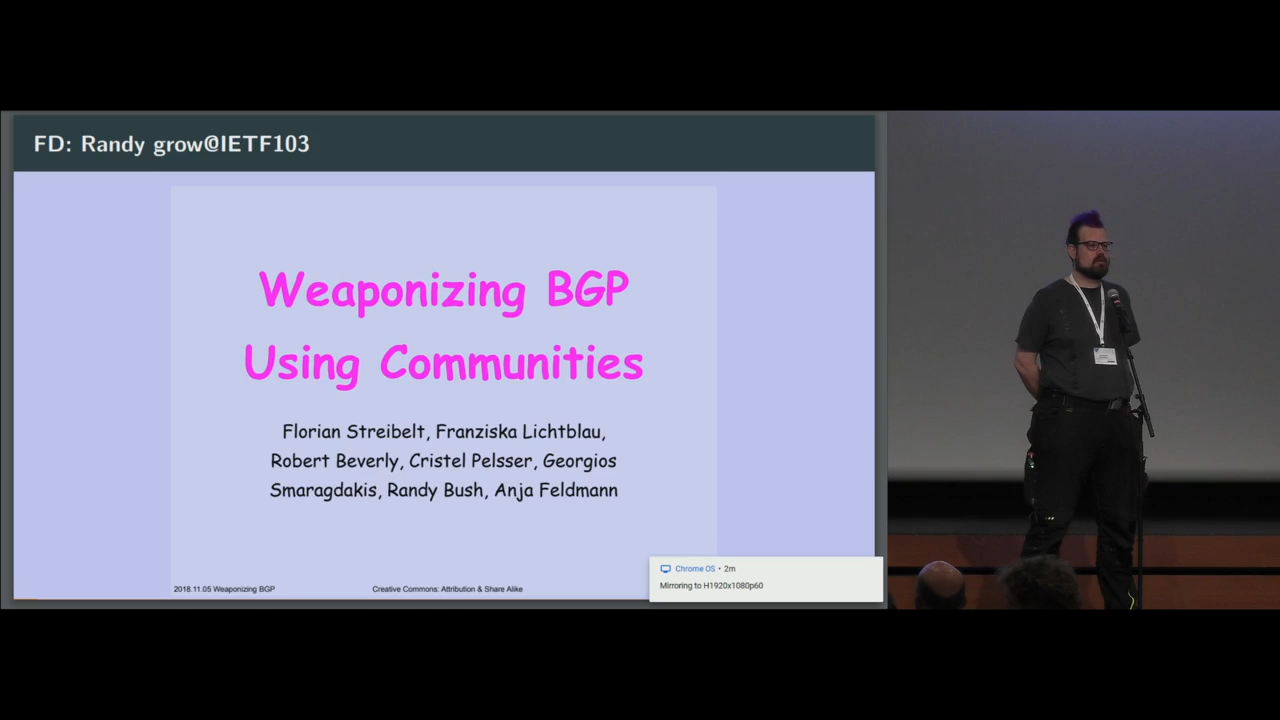 FD: Randy grow@IETF103
Weaponizing BGP
Using Communities
Florian Streibelt, Franziska Lichtblau,
Robert Beverly, Cristel Pelsser, Georgios
Smaragdakis, Randy Bush, Anja Feldmann
2018.11.05 Weaponizing BGP
Creative Commons: Attribution & Share Alike
Chrome OS • 2m
Mirroring to H1920x1080p60